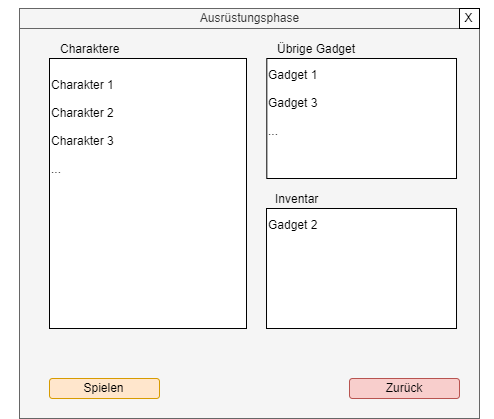 Ausrüstungsphase
X
Charaktere
Charakter 1
Charakter 2
Charakter 3
...
Übrige Gadget
Gadget 1
Gadget 3
...
Inventar
Gadget 2
Spielen
Zurück